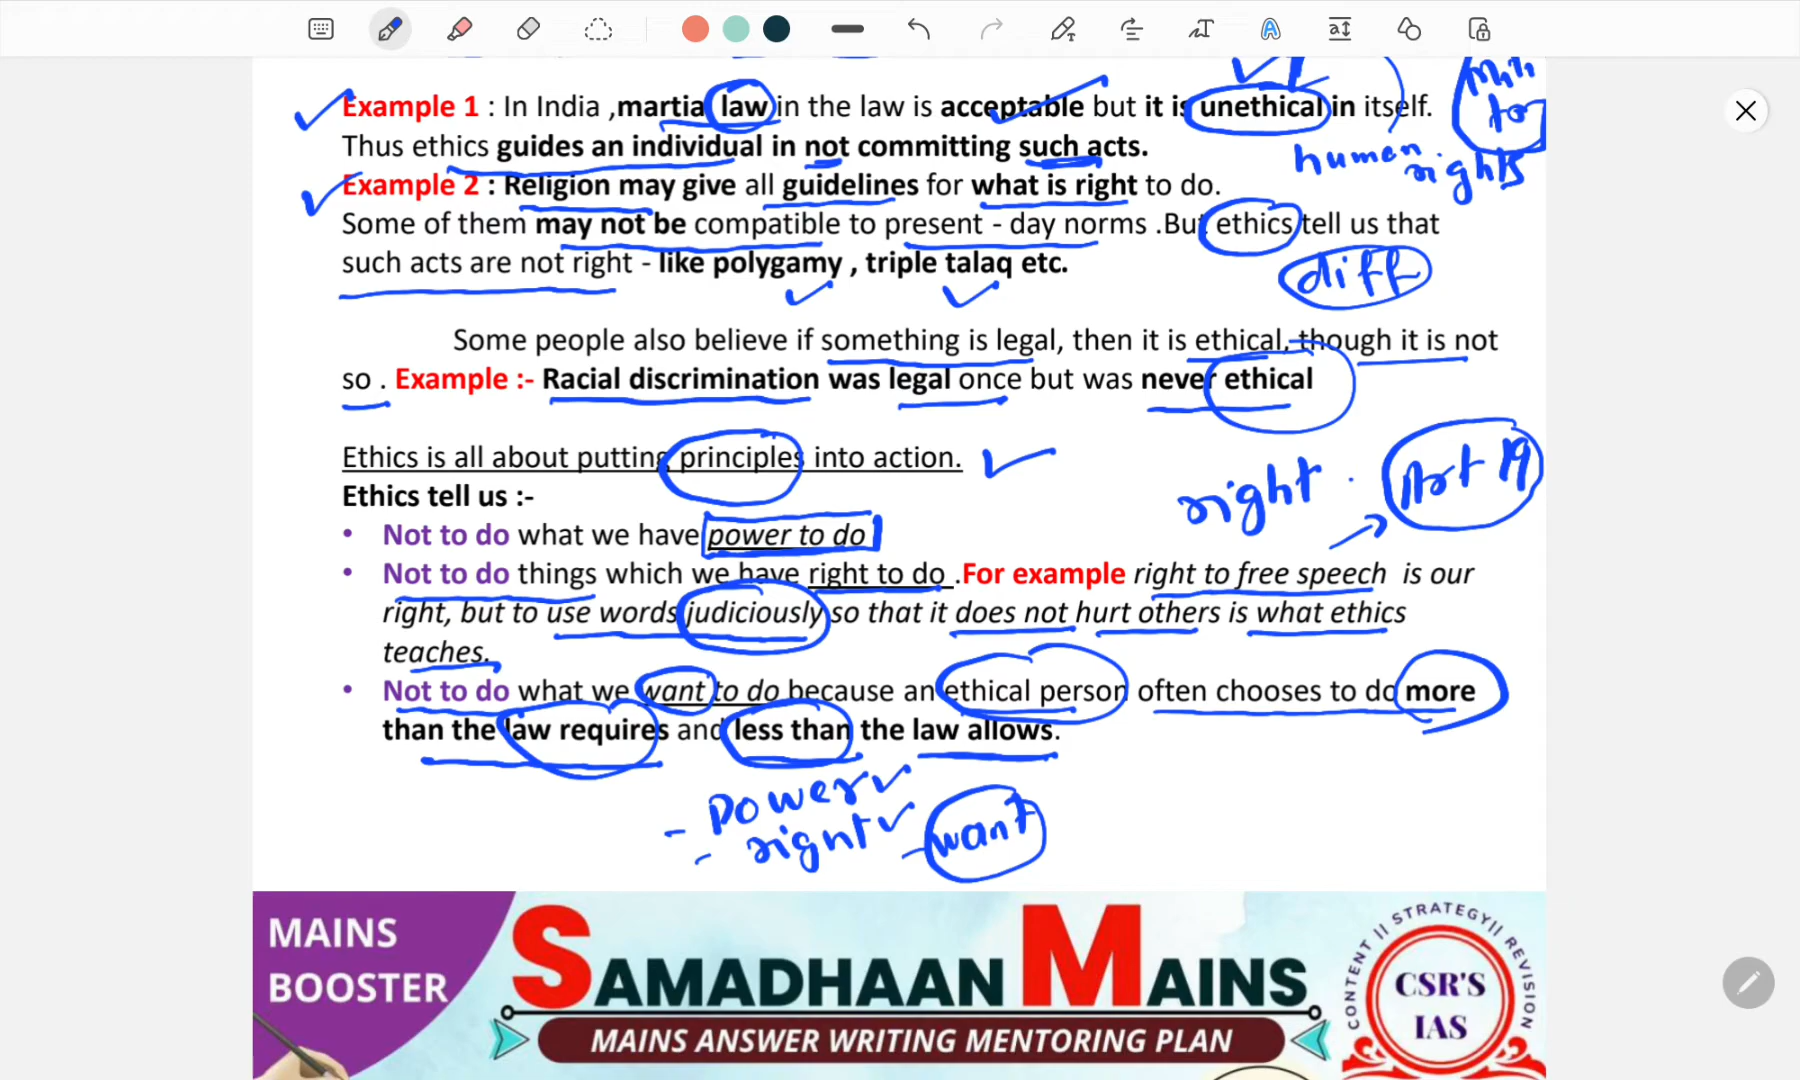 Example 1 : In India ,martial law in the law is acceptable but it is unethical in itself.
Thus ethics guides an individual in not committing such acts.
human rights
Example 2 : Religion may give all guidelines for what is right to do.
Some of them may not be compatible to present - day norms .But ethics tell us that
such acts are not right - like polygamy , triple talaq etc.
diff
Some people also believe if something is legal, then it is ethical, though it is not
so . Example :- Racial discrimination was legal once but was never ethical
Ethics is all about putting principles into action.
right . Art 19
Ethics tell us :-
• Not to do what we have power to do
• Not to do things which we have right to do .For example right to free speech is our
right, but to use words judiciously so that it does not hurt others is what ethics
teaches.
• Not to do what we want to do because an ethical person often chooses to do more
than the law requires and less than the law allows.
- Power
- right
- want
MAINS
BOOSTER
SAMADHAAN MAINS
MAINS ANSWER WRITING MENTORING PLAN
CONTENT || STRATEGY || REVISION
CSR'S
IAS